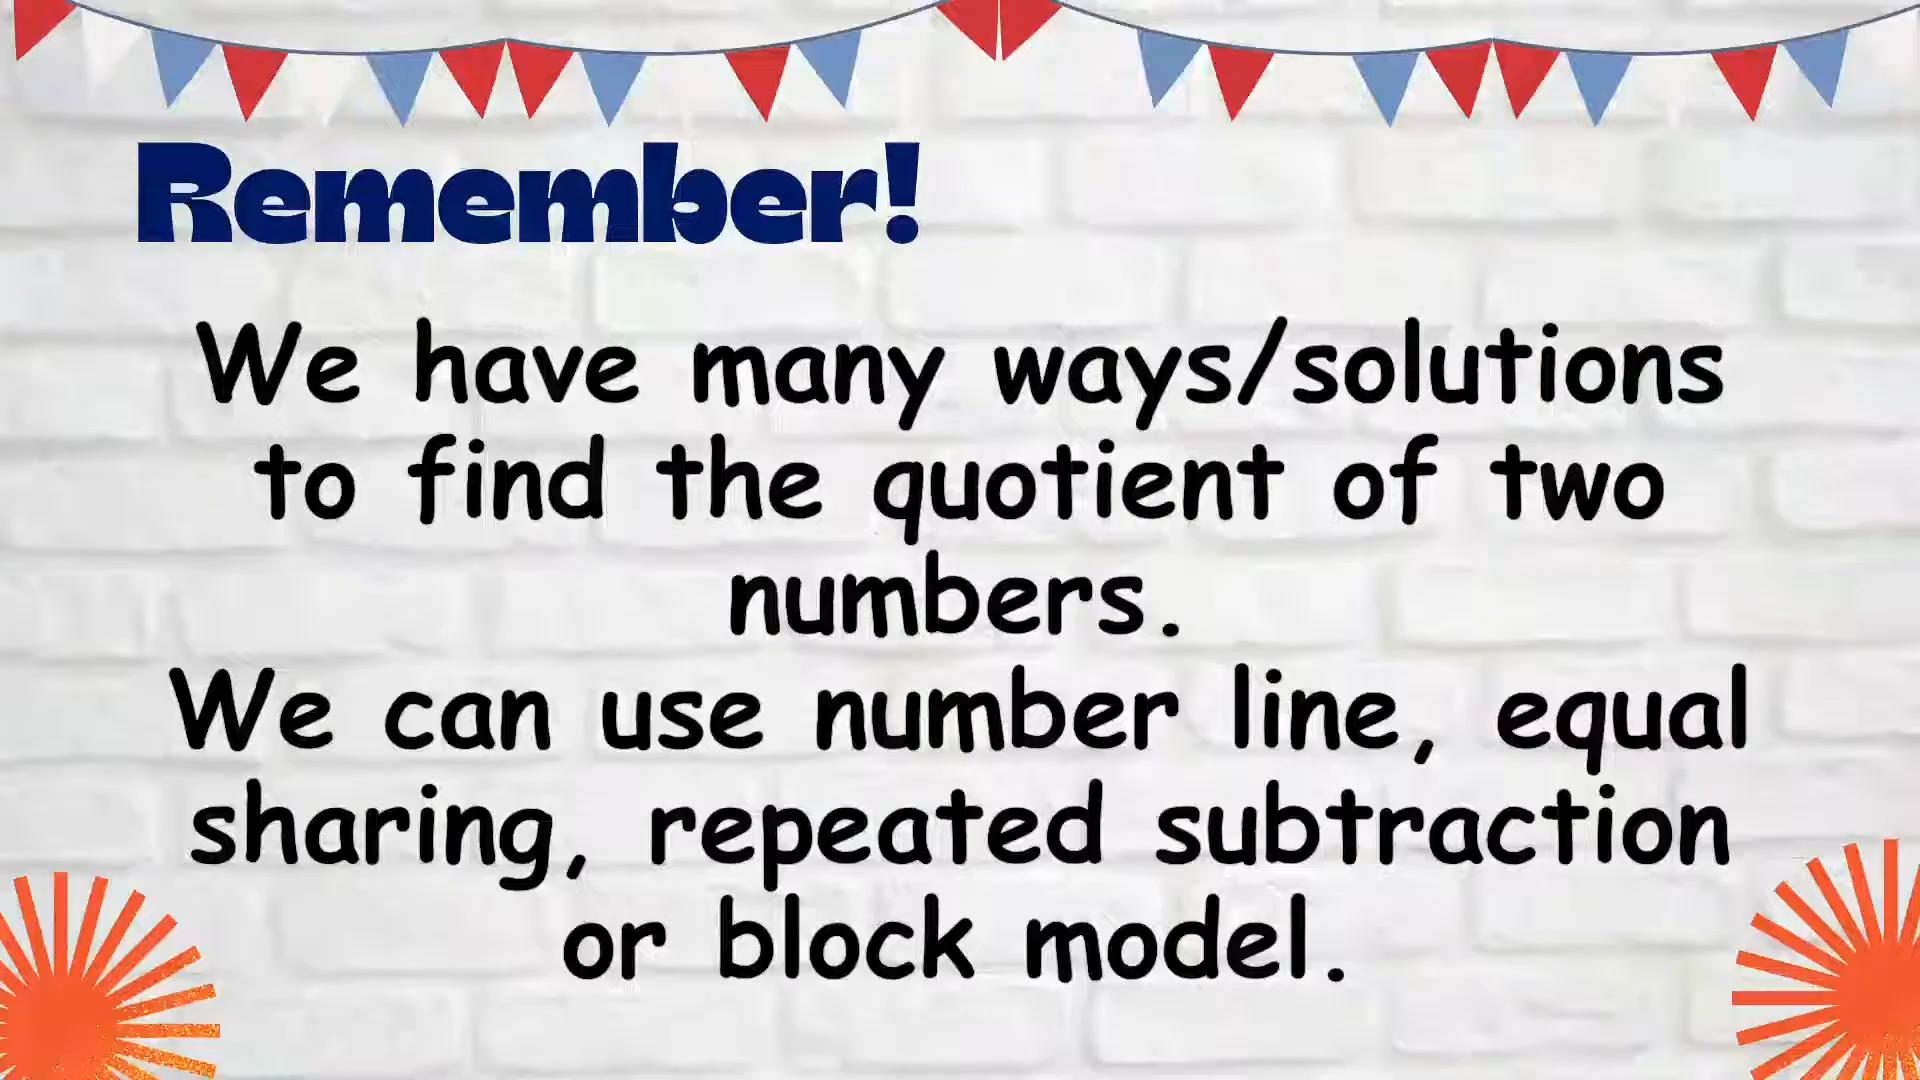 Remember!
We have many ways/solutions
to find the quotient of two
numbers.
We can use number line, equal
sharing, repeated subtraction
or block model.